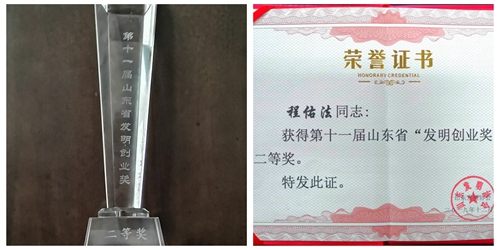 第十一届山东省发明创业奖
二等奖
荣誉证书
HONORARY CREDENTIAL
程佑法同志:
获得第十一届山东省“发明创业奖
二等奖。
特发此证。